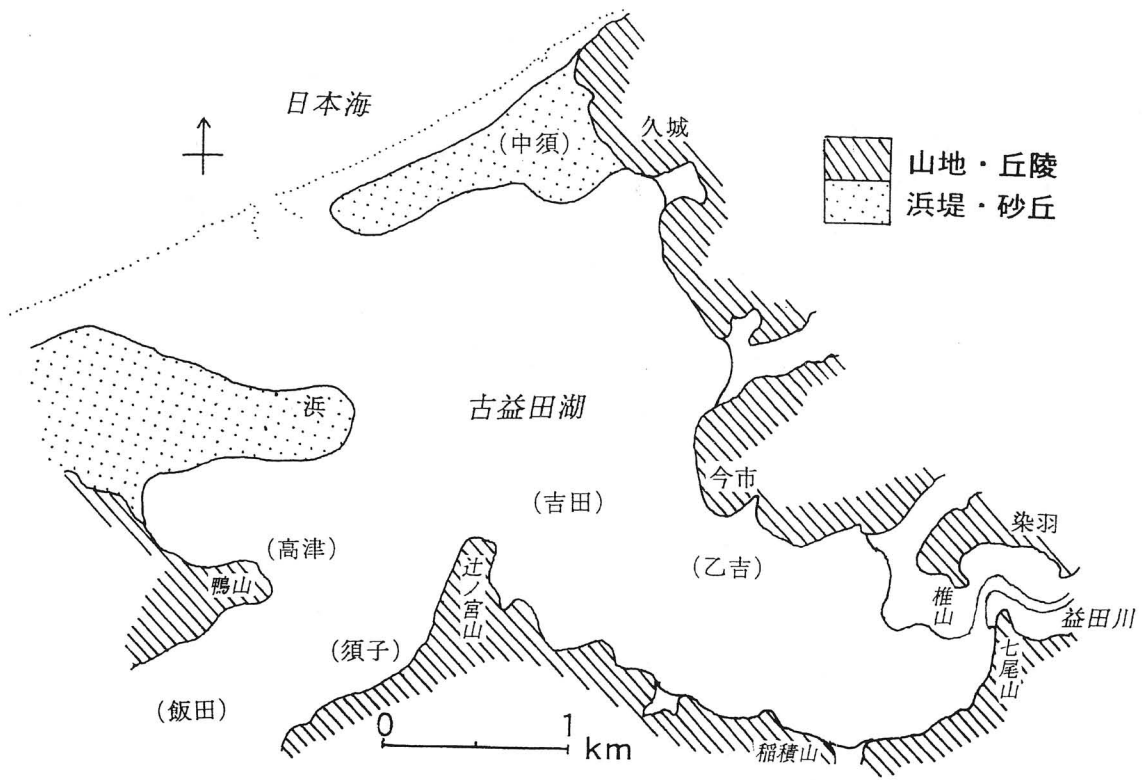 日本海
(中須)
久城
山地・丘陵
浜堤・砂丘
浜
古益田湖
今市
(吉田)
染羽
(高津)
(乙吉)
鴨山
辻ノ宮山
椎山
益田川
(須子)
七尾山
(飯田)
0 1
km
稲積山